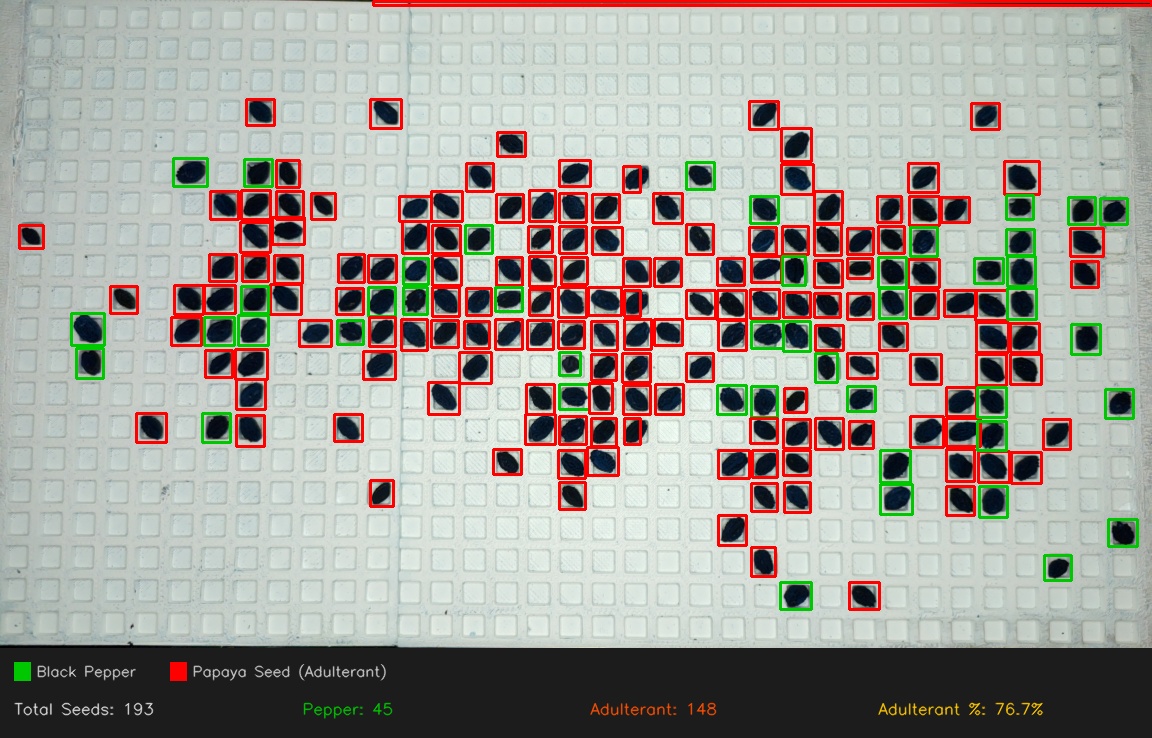 Black Pepper
Papaya Seed (Adulterant)
Total Seeds: 193
Pepper: 45
Adulterant: 148
Adulterant %: 76.7%